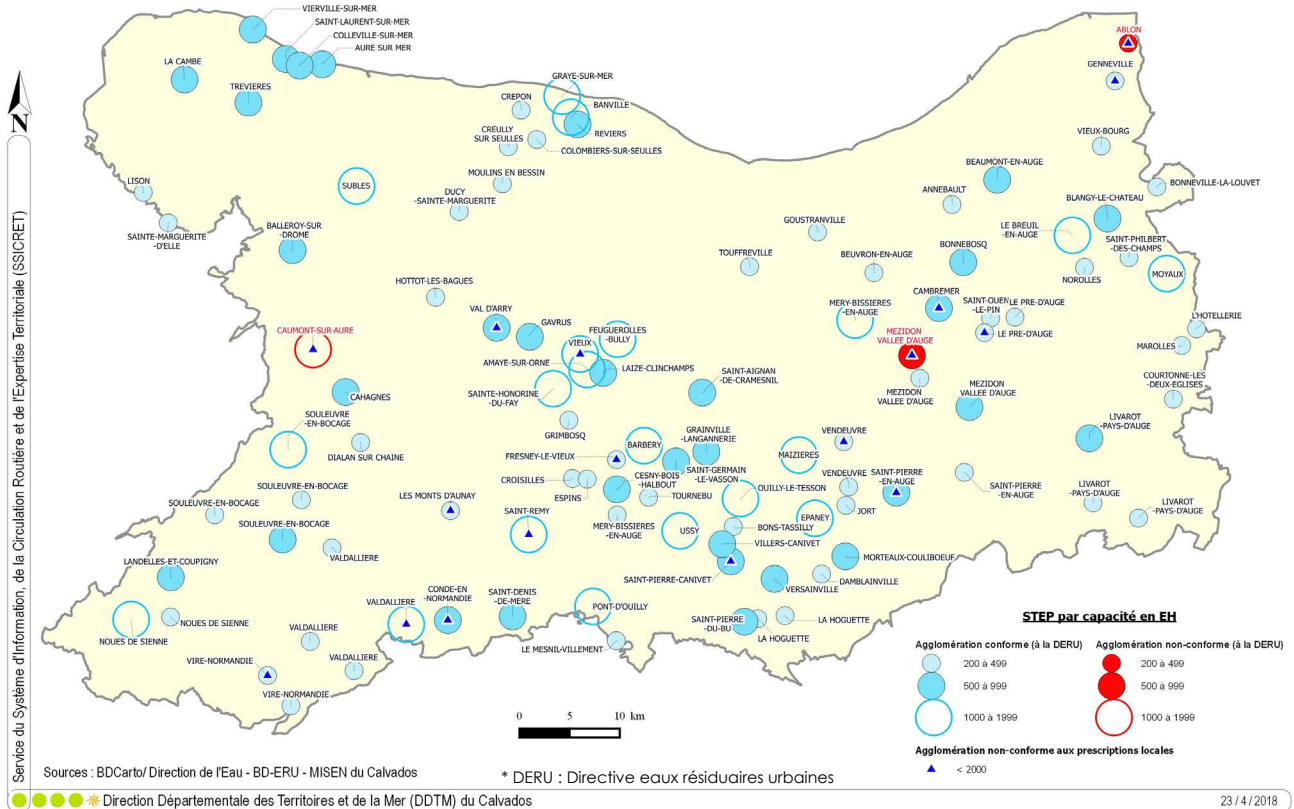 VIERVILLE-SUR-MER
SAINT-LAURENT-SUR-MER
COLLEVILLE-SUR-MER
AURE SUR MER
LA CAMBE
TREVIERES
GRAYE-SUR-MER
CREPON
BANVILLE
CREULLY
SUR SEULLES
REVIERS
COLOMBIERS-SUR-SEULLES
ABLON
GENNEVILLE
VIEUX-BOURG
BEAUMONT-EN-AUGE
BONNEVILLE-LA-LOUVET
ANNEBAULT
BLANGY-LE-CHATEAU
LISON
SUBLES
MOULINS EN BESSIN
DUCY
-SAINTE-MARGUERITE
SAINTE-MARGUERITE
-D'ELLE
BALLEROY-SUR
-DROME
GOUSTRANVILLE
LE BREUIL
-EN-AUGE
SAINT-PHILBERT
-DES-CHAMPS
BONNEBOSQ
TOUFFREVILLE
BEUVRON-EN-AUGE
NOROLLES
MOYAUX
HOTTOT-LES-BAGUES
CAMBREMER
SAINT-OUEN
-LE-PIN
LE PRE-D'AUGE
MERY-BISSIERES
-EN-AUGE
LE PRE-D'AUGE
L'HOTELLERIE
MAROLLES
CAUMONT-SUR-AURE
VAL D'ARRY
GAVRUS
FEUGUEROLLES
-BULLY
VIEUX
AMAYE-SUR-ORNE
LAIZE-CLINCHAMPS
SAINT-AIGNAN
-DE-CRAMESNIL
MEZIDON
VALLEE D'AUGE
MEZIDON
VALLEE D'AUGE
MEZIDON
VALLEE D'AUGE
COURTONNE-LES
-DEUX-EGLISES
CAHAGNES
SAINTE-HONORINE
-DU-FAY
SOULEUVRE
-EN-BOCAGE
GRIMBOSQ
DIALAN SUR CHAINE
BARBERY
GRAINVILLE
-LANGANNERIE
LIVAROT
-PAYS-D'AUGE
VENDEUVRE
MAIZIERES
FRESNEY-LE-VIEUX
CESNY-BOIS
-HALBOUT
SAINT-GERMAIN
-LE-VASSON
CROISILLES
ESPINS
TOURNEBU
OUILLY-LE-TESSON
VENDEUVRE
SAINT-PIERRE
-EN-AUGE
SAINT-PIERRE
-EN-AUGE
LIVAROT
-PAYS-D'AUGE
LIVAROT
-PAYS-D'AUGE
SOULEUVRE-EN-BOCAGE
SOULEUVRE-EN-BOCAGE
LES MONTS D'AUNAY
SAINT-REMY
MERY-BISSIERES
-EN-AUGE
USSY
EPANEY
JORT
BONS-TASSILLY
SOULEUVRE-EN-BOCAGE
VALDALLIERE
VILLERS-CANIVET
MORTEAUX-COULIBOEUF
LANDELLES-ET-COUPIGNY
SAINT-PIERRE-CANIVET
DAMBLAINVILLE
VERSAINVILLE
NOUES DE SIENNE
NOUES DE SIENNE
VALDALLIERE
CONDE-EN
-NORMANDIE
SAINT-DENIS
-DE-MERE
PONT-D'OUILLY
SAINT-PIERRE
-DU-BU
LA HOGUETTE
LA HOGUETTE
VALDALLIERE
LE MESNIL-VILLEMENT
VIRE-NORMANDIE
VALDALLIERE
VIRE-NORMANDIE
N
Service du Système d'Information, de la Circulation Routière et de l'Expertise Territoriale (SSICRET)
0 5 10 km
STEP par capacité en EH
Agglomération conforme (à la DERU)
200 à 499
500 à 999
1000 à 1999
Agglomération non-conforme (à la DERU)
200 à 499
500 à 999
1000 à 1999
Agglomération non-conforme aux prescriptions locales
< 2000
Sources : BDCarto/ Direction de l'Eau - BD-ERU - MISEN du Calvados
* DERU : Directive eaux résiduaires urbaines
Direction Départementale des Territoires et de la Mer (DDTM) du Calvados
23 / 4 / 2018